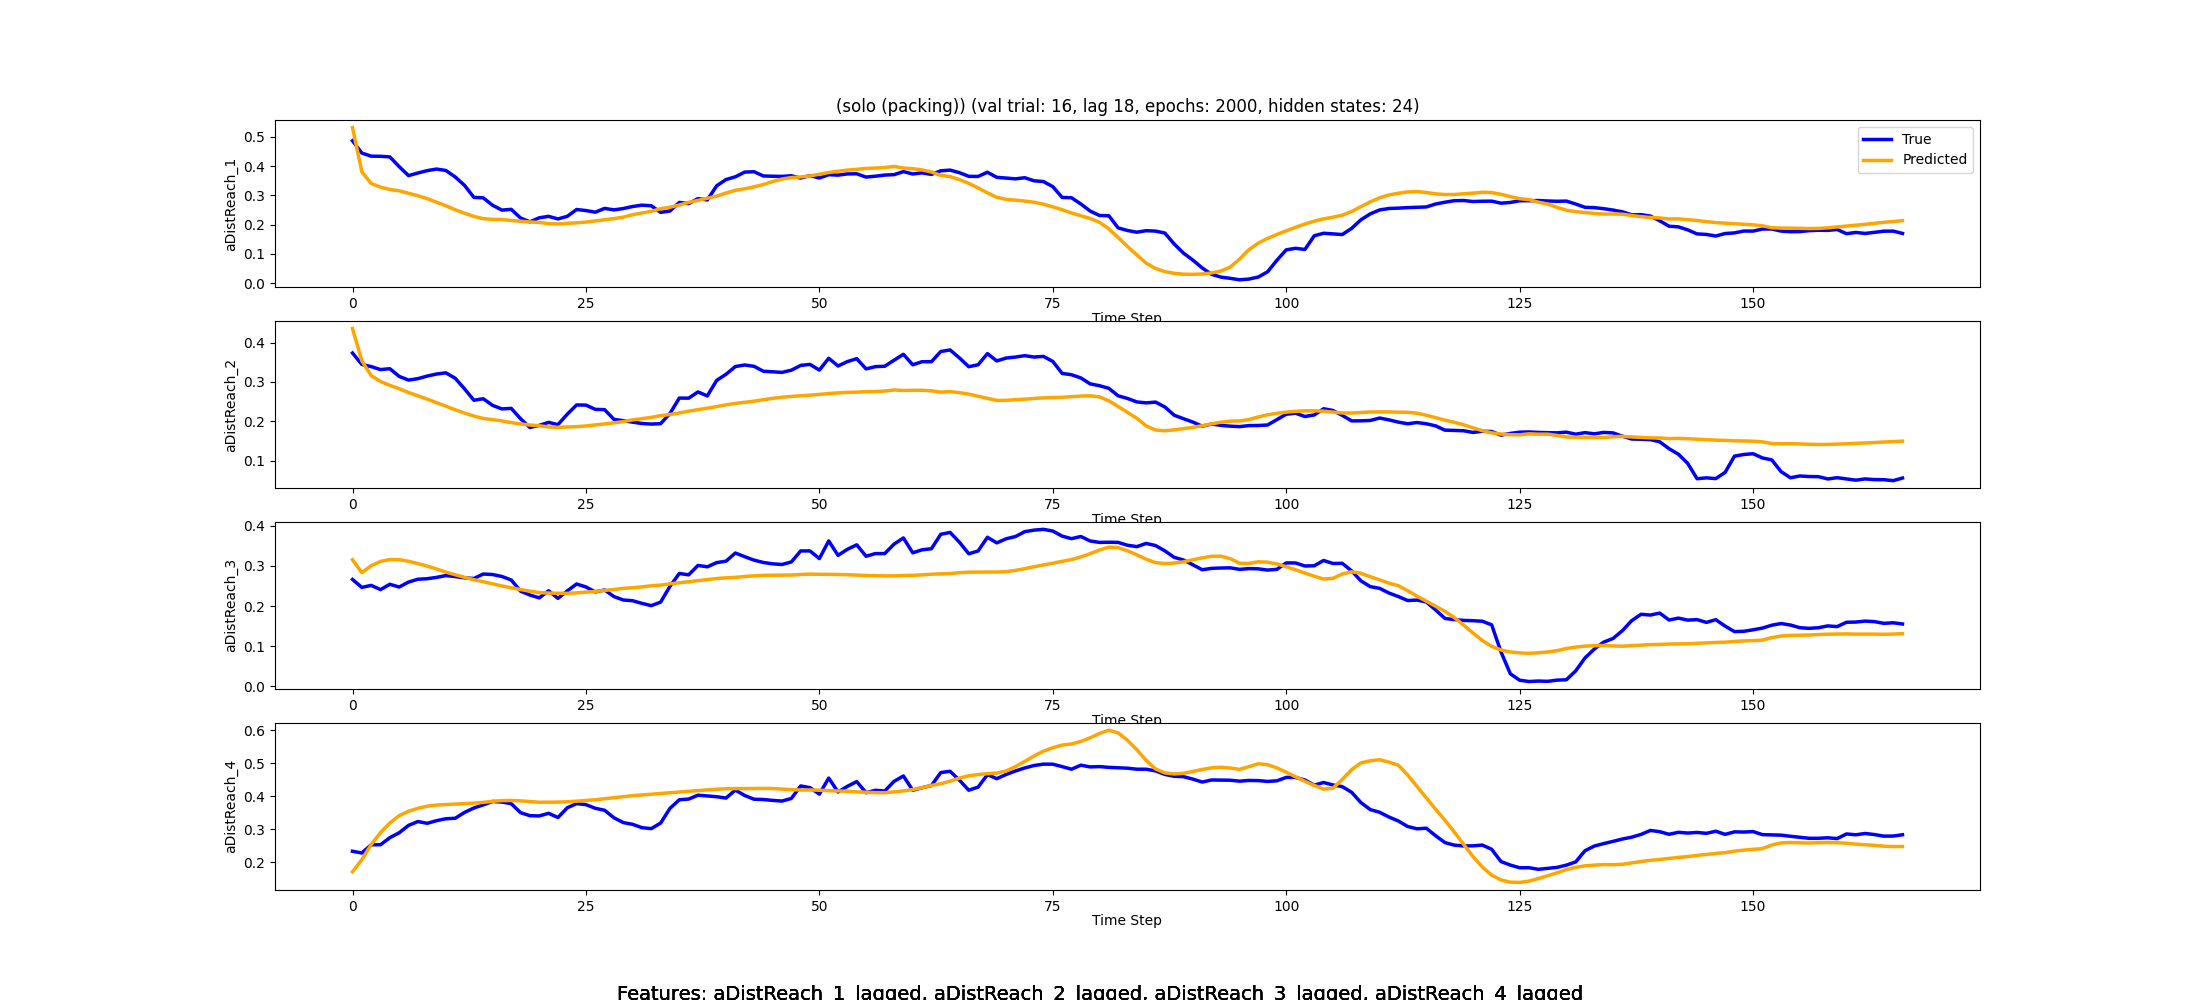 (solo (packing)) (val trial: 16, lag 18, epochs: 2000, hidden states: 24)
aDistReach_1
0.5
0.4
0.3
0.2
0.1
0.0
True
Predicted
0 25 50 75 100 125 150
Time Step
aDistReach_2
0.4
0.3
0.2
0.1
0 25 50 75 100 125 150
Time Step
aDistReach_3
0.4
0.3
0.2
0.1
0.0
0 25 50 75 100 125 150
Time Step
aDistReach_4
0.6
0.5
0.4
0.3
0.2
0 25 50 75 100 125 150
Time Step
Features: aDistReach_1_lagged, aDistReach_2_lagged, aDistReach_3_lagged, aDistReach_4_lagged